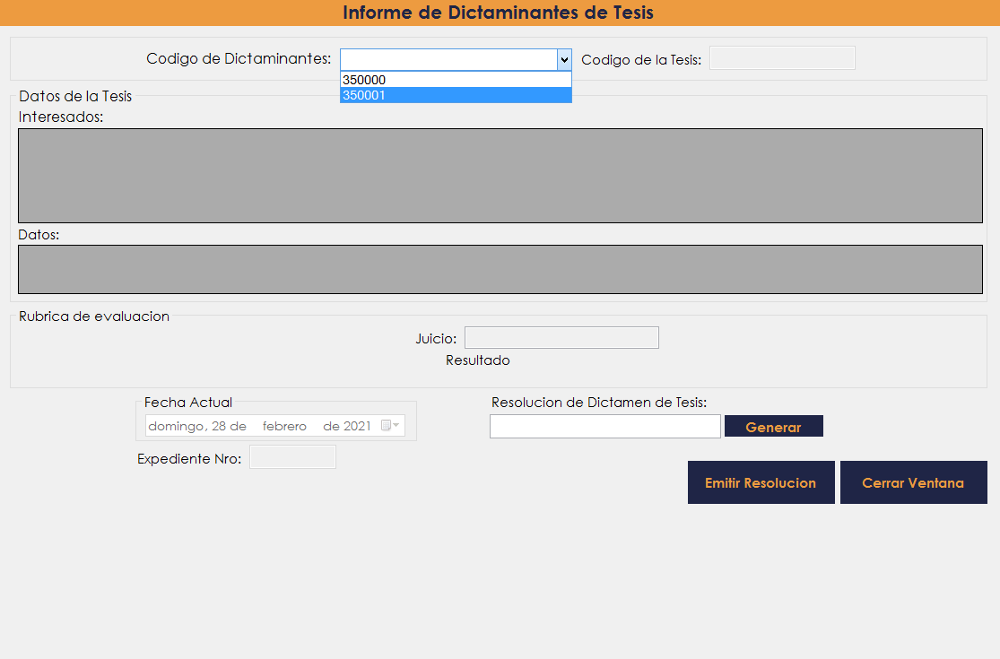 Informe de Dictaminantes de Tesis
Codigo de Dictaminantes:
Codigo de la Tesis:
350000
350001
Datos de la Tesis
Interesados:
Datos:
Rubrica de evaluacion
Juicio:
Resultado
Fecha Actual
domingo, 28 de febrero de 2021
Resolucion de Dictamen de Tesis:
Generar
Expediente Nro:
Emitir Resolucion
Cerrar Ventana